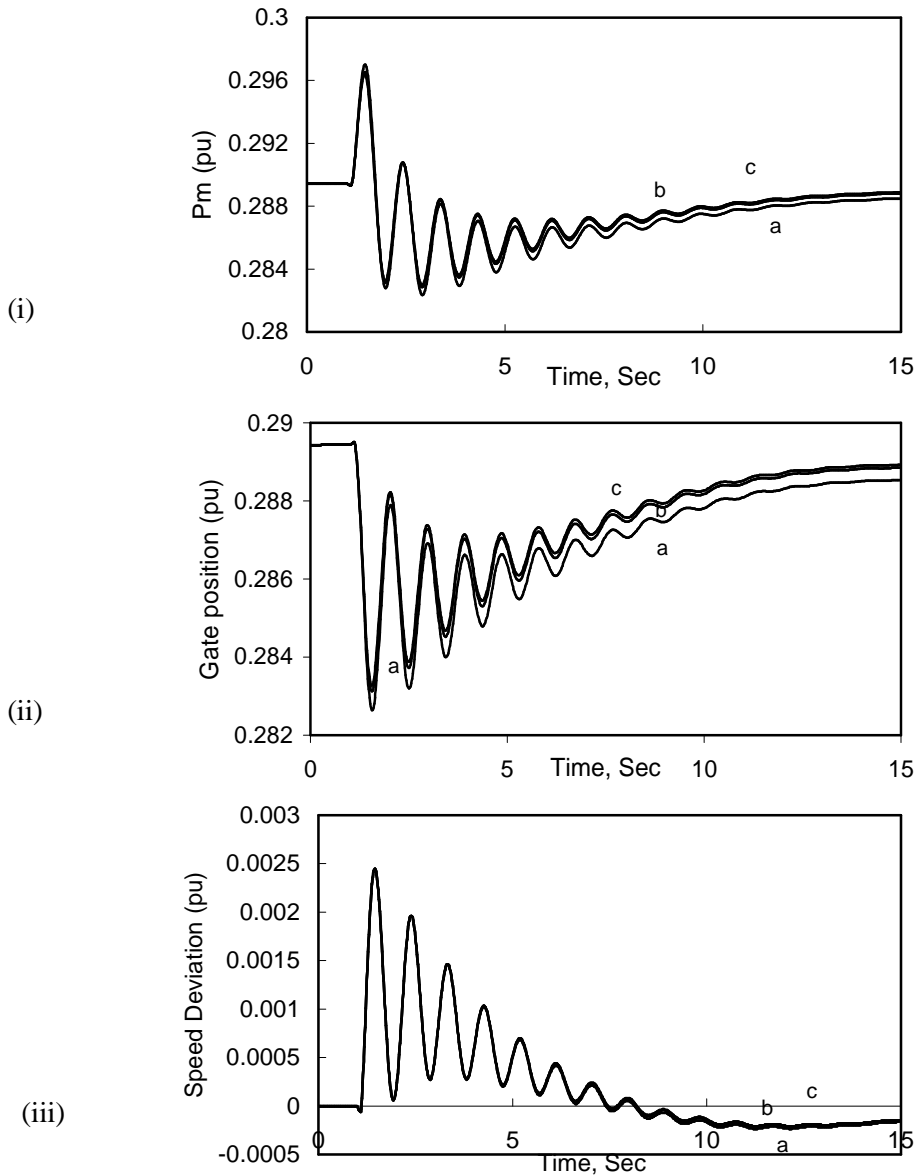 0.3
0.296
0.292
0.288
0.284
0.28
Pm (pu)
c
b
a
(i)
0 5 10 15
Time, Sec
0.29
0.288
0.286
0.284
0.282
Gate position (pu)
c
b
a
a
(ii)
0 5 10 15
Time, Sec
0.003
0.0025
0.002
0.0015
0.001
0.0005
0
-0.0005
Speed Deviation (pu)
c
b
a
(iii)
0 5 10 15
Time, Sec